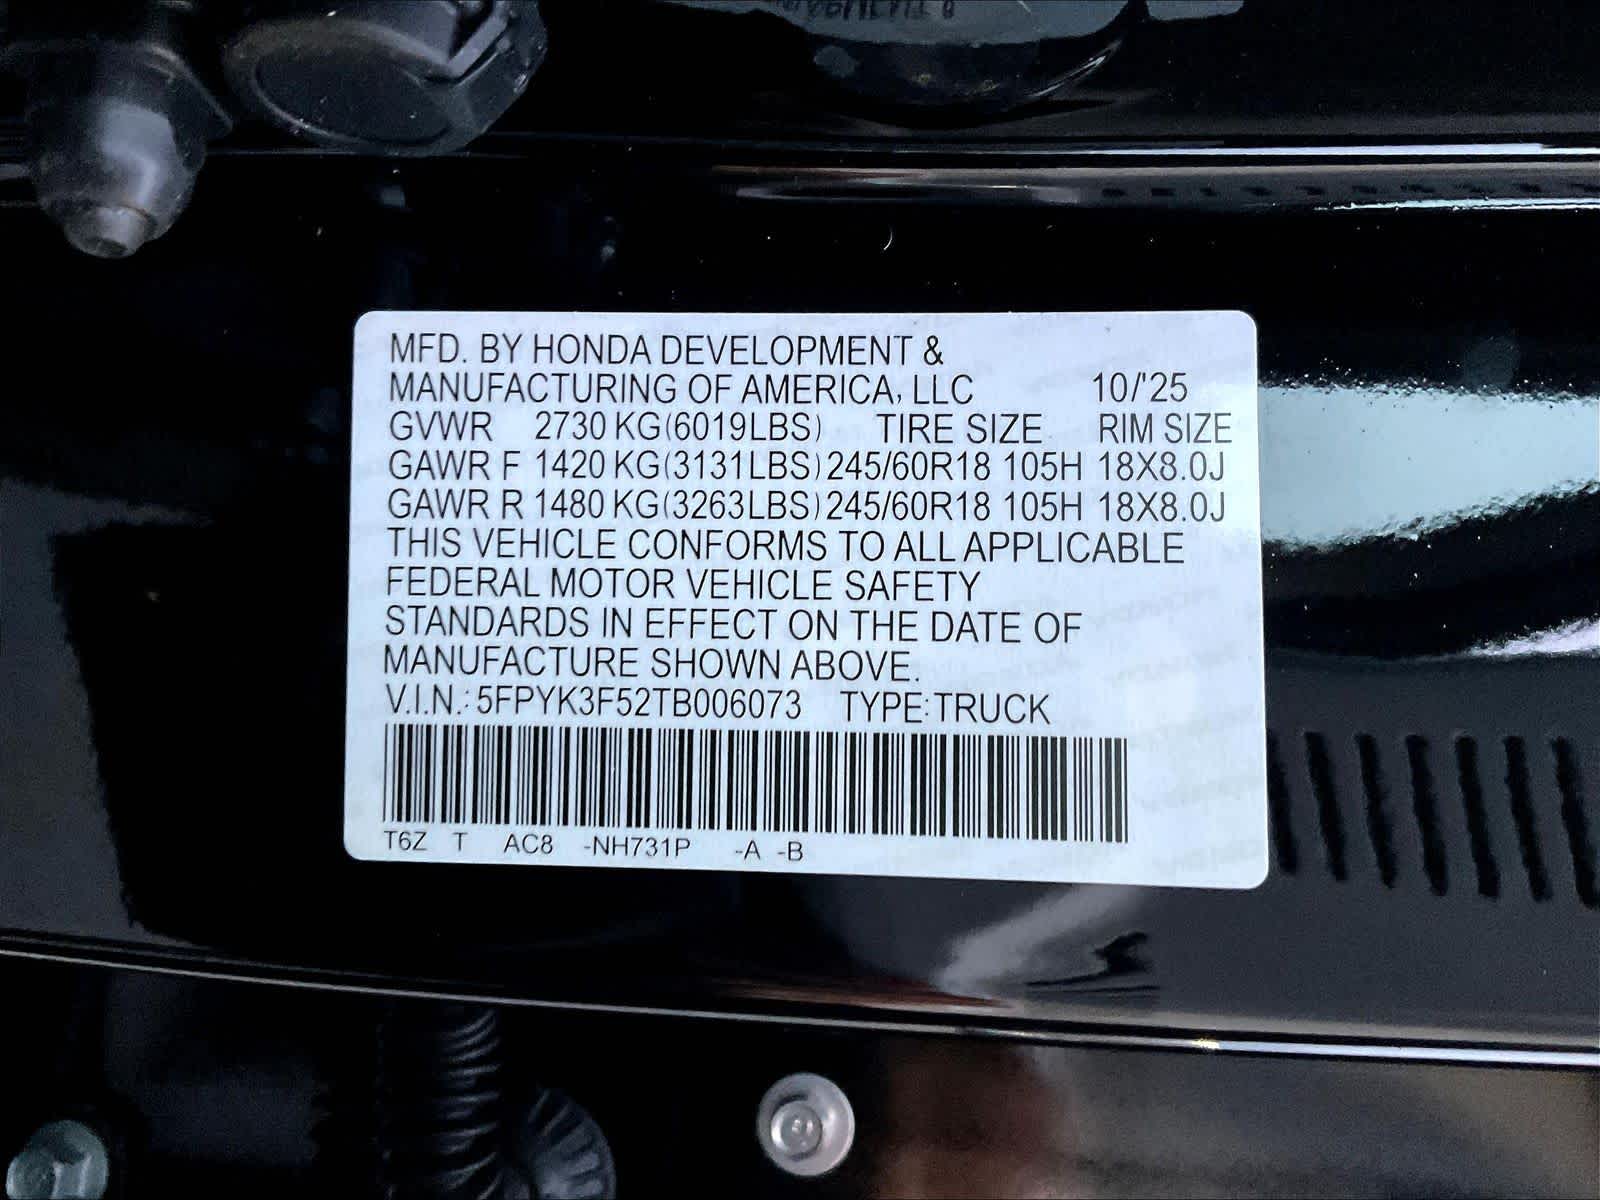 MFD. BY HONDA DEVELOPMENT &
MANUFACTURING OF AMERICA, LLC 10/'25
GVWR 2730 KG(6019LBS) TIRE SIZE RIM SIZE
GAWR F 1420 KG(3131LBS) 245/60R18 105H 18X8.0J
GAWR R 1480 KG(3263LBS) 245/60R18 105H 18X8.0J
THIS VEHICLE CONFORMS TO ALL APPLICABLE
FEDERAL MOTOR VEHICLE SAFETY
STANDARDS IN EFFECT ON THE DATE OF
MANUFACTURE SHOWN ABOVE.
V.I.N.: 5FPYK3F52TB006073 TYPE: TRUCK
T6Z T AC8 -NH731P -A -B